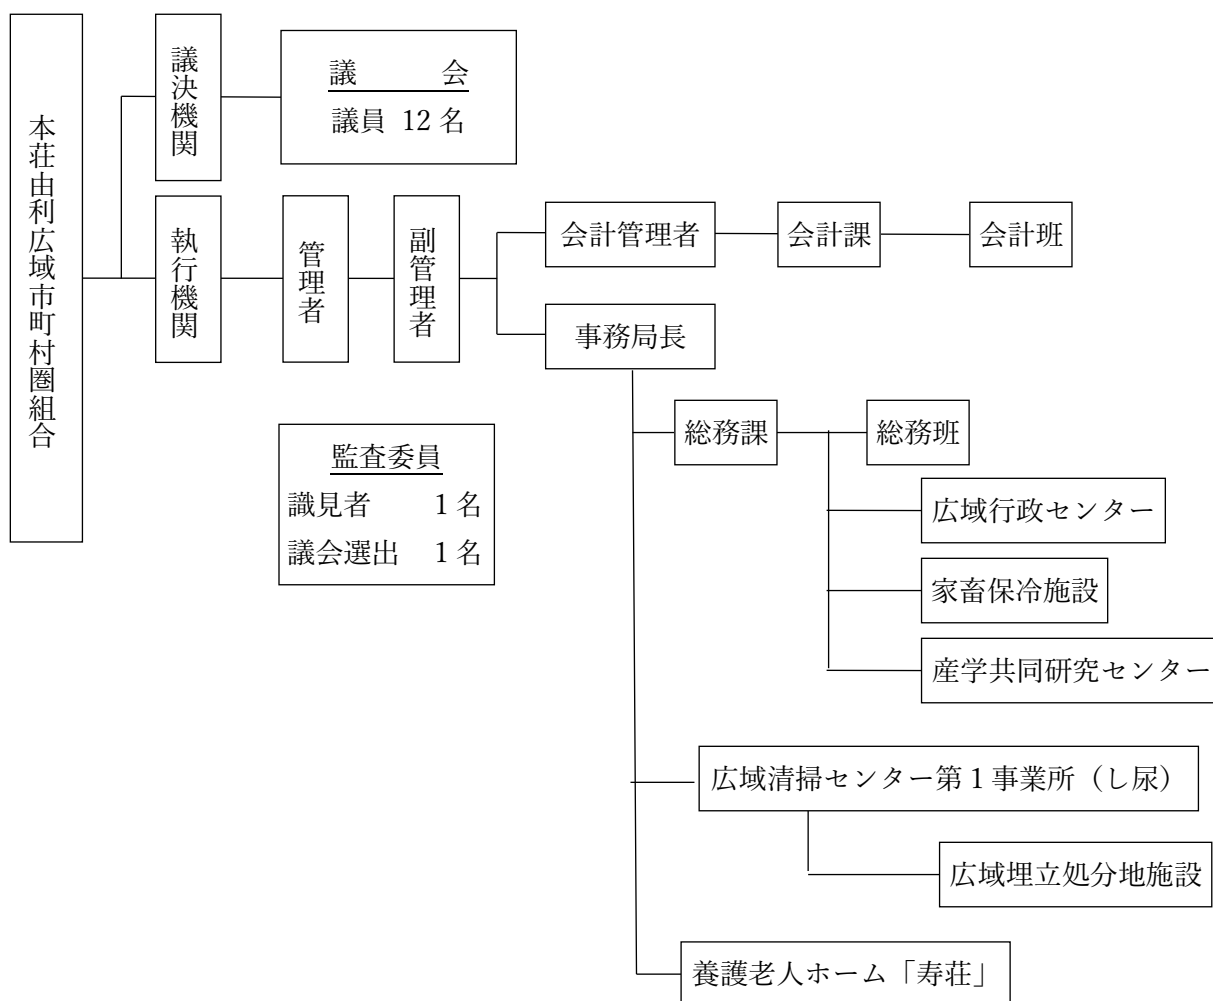 本荘由利広域市町村圏組合
議決機関
議　　　会
議員 12 名
執行機関
管理者
副管理者
会計管理者
会計課
会計班
事務局長
総務課
総務班
広域行政センター
家畜保冷施設
産学共同研究センター
監査委員
識見者　　1 名
議会選出　1 名
広域清掃センター第 1 事業所（し尿）
広域埋立処分地施設
養護老人ホーム「寿荘」